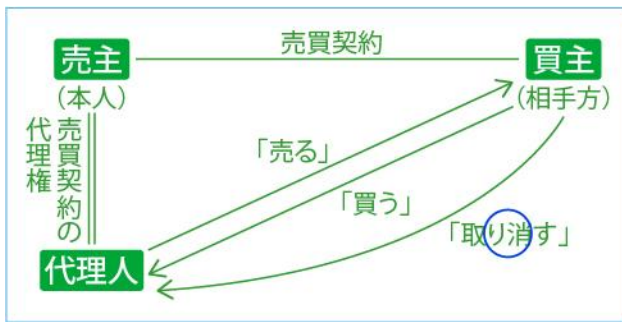 売買契約
売主
買主
(本人)
(相手方)
売買契約の
代理権
「売る」
「買う」
「取り消す」
代理人